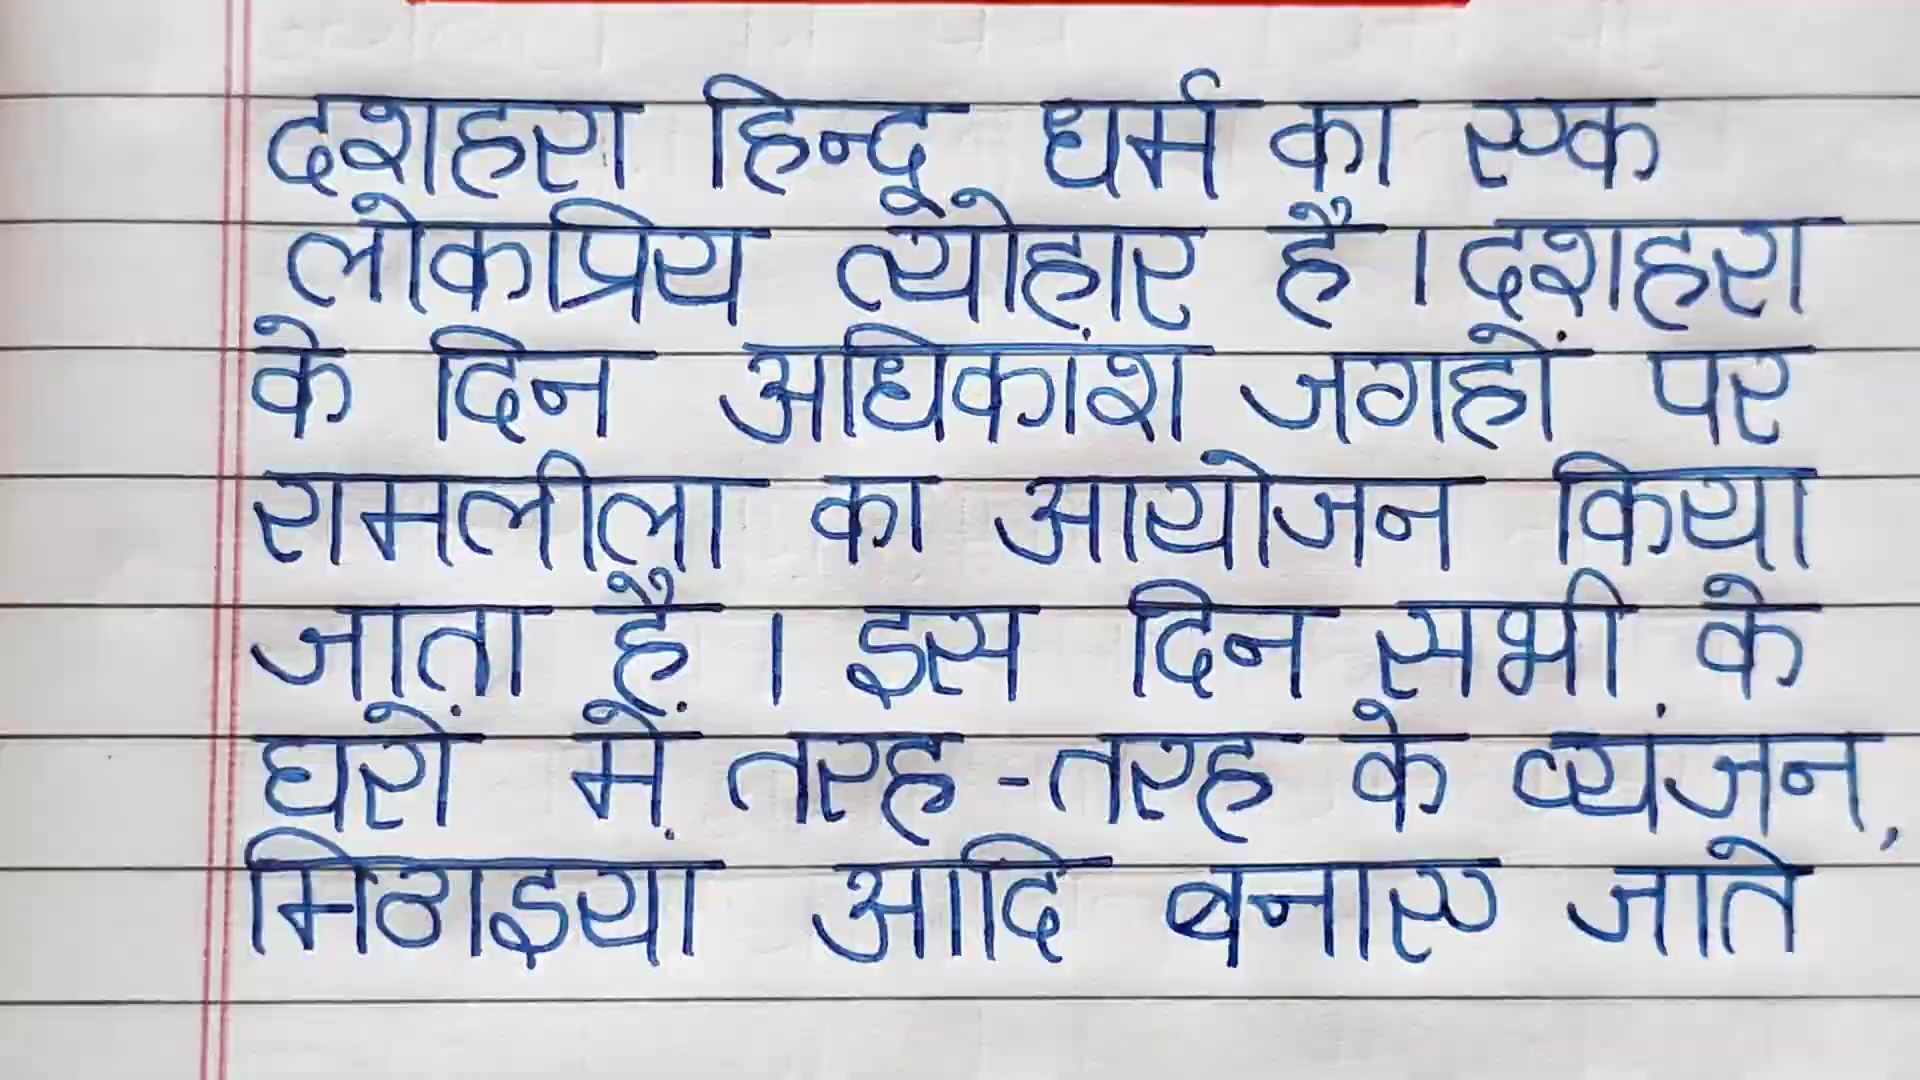 दशहरा हिन्दू धर्म का एक
लोकप्रिय त्योहार है । दशहरा
के दिन अधिकांश जगहों पर
रामलीला का आयोजन किया
जाता है । इस दिन सभी के
घरों में तरह - तरह के व्यंजन,
मिठाइया आदि बनाए जाते